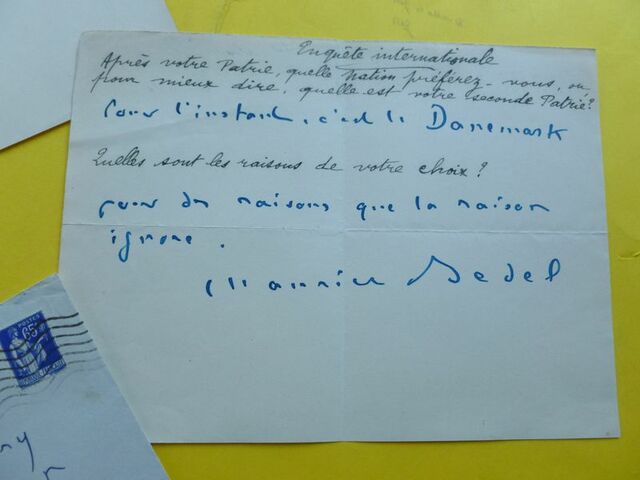 Enquête internationale
Après votre Patrie, quelle Nation préférez-vous, ou
pour mieux dire, quelle est votre seconde Patrie?
Pour l'instant, c'est le Danemark
Quelles sont les raisons de votre choix?
pour des raisons que la raison
ignore.
Maurice Bedel
POSTES
65